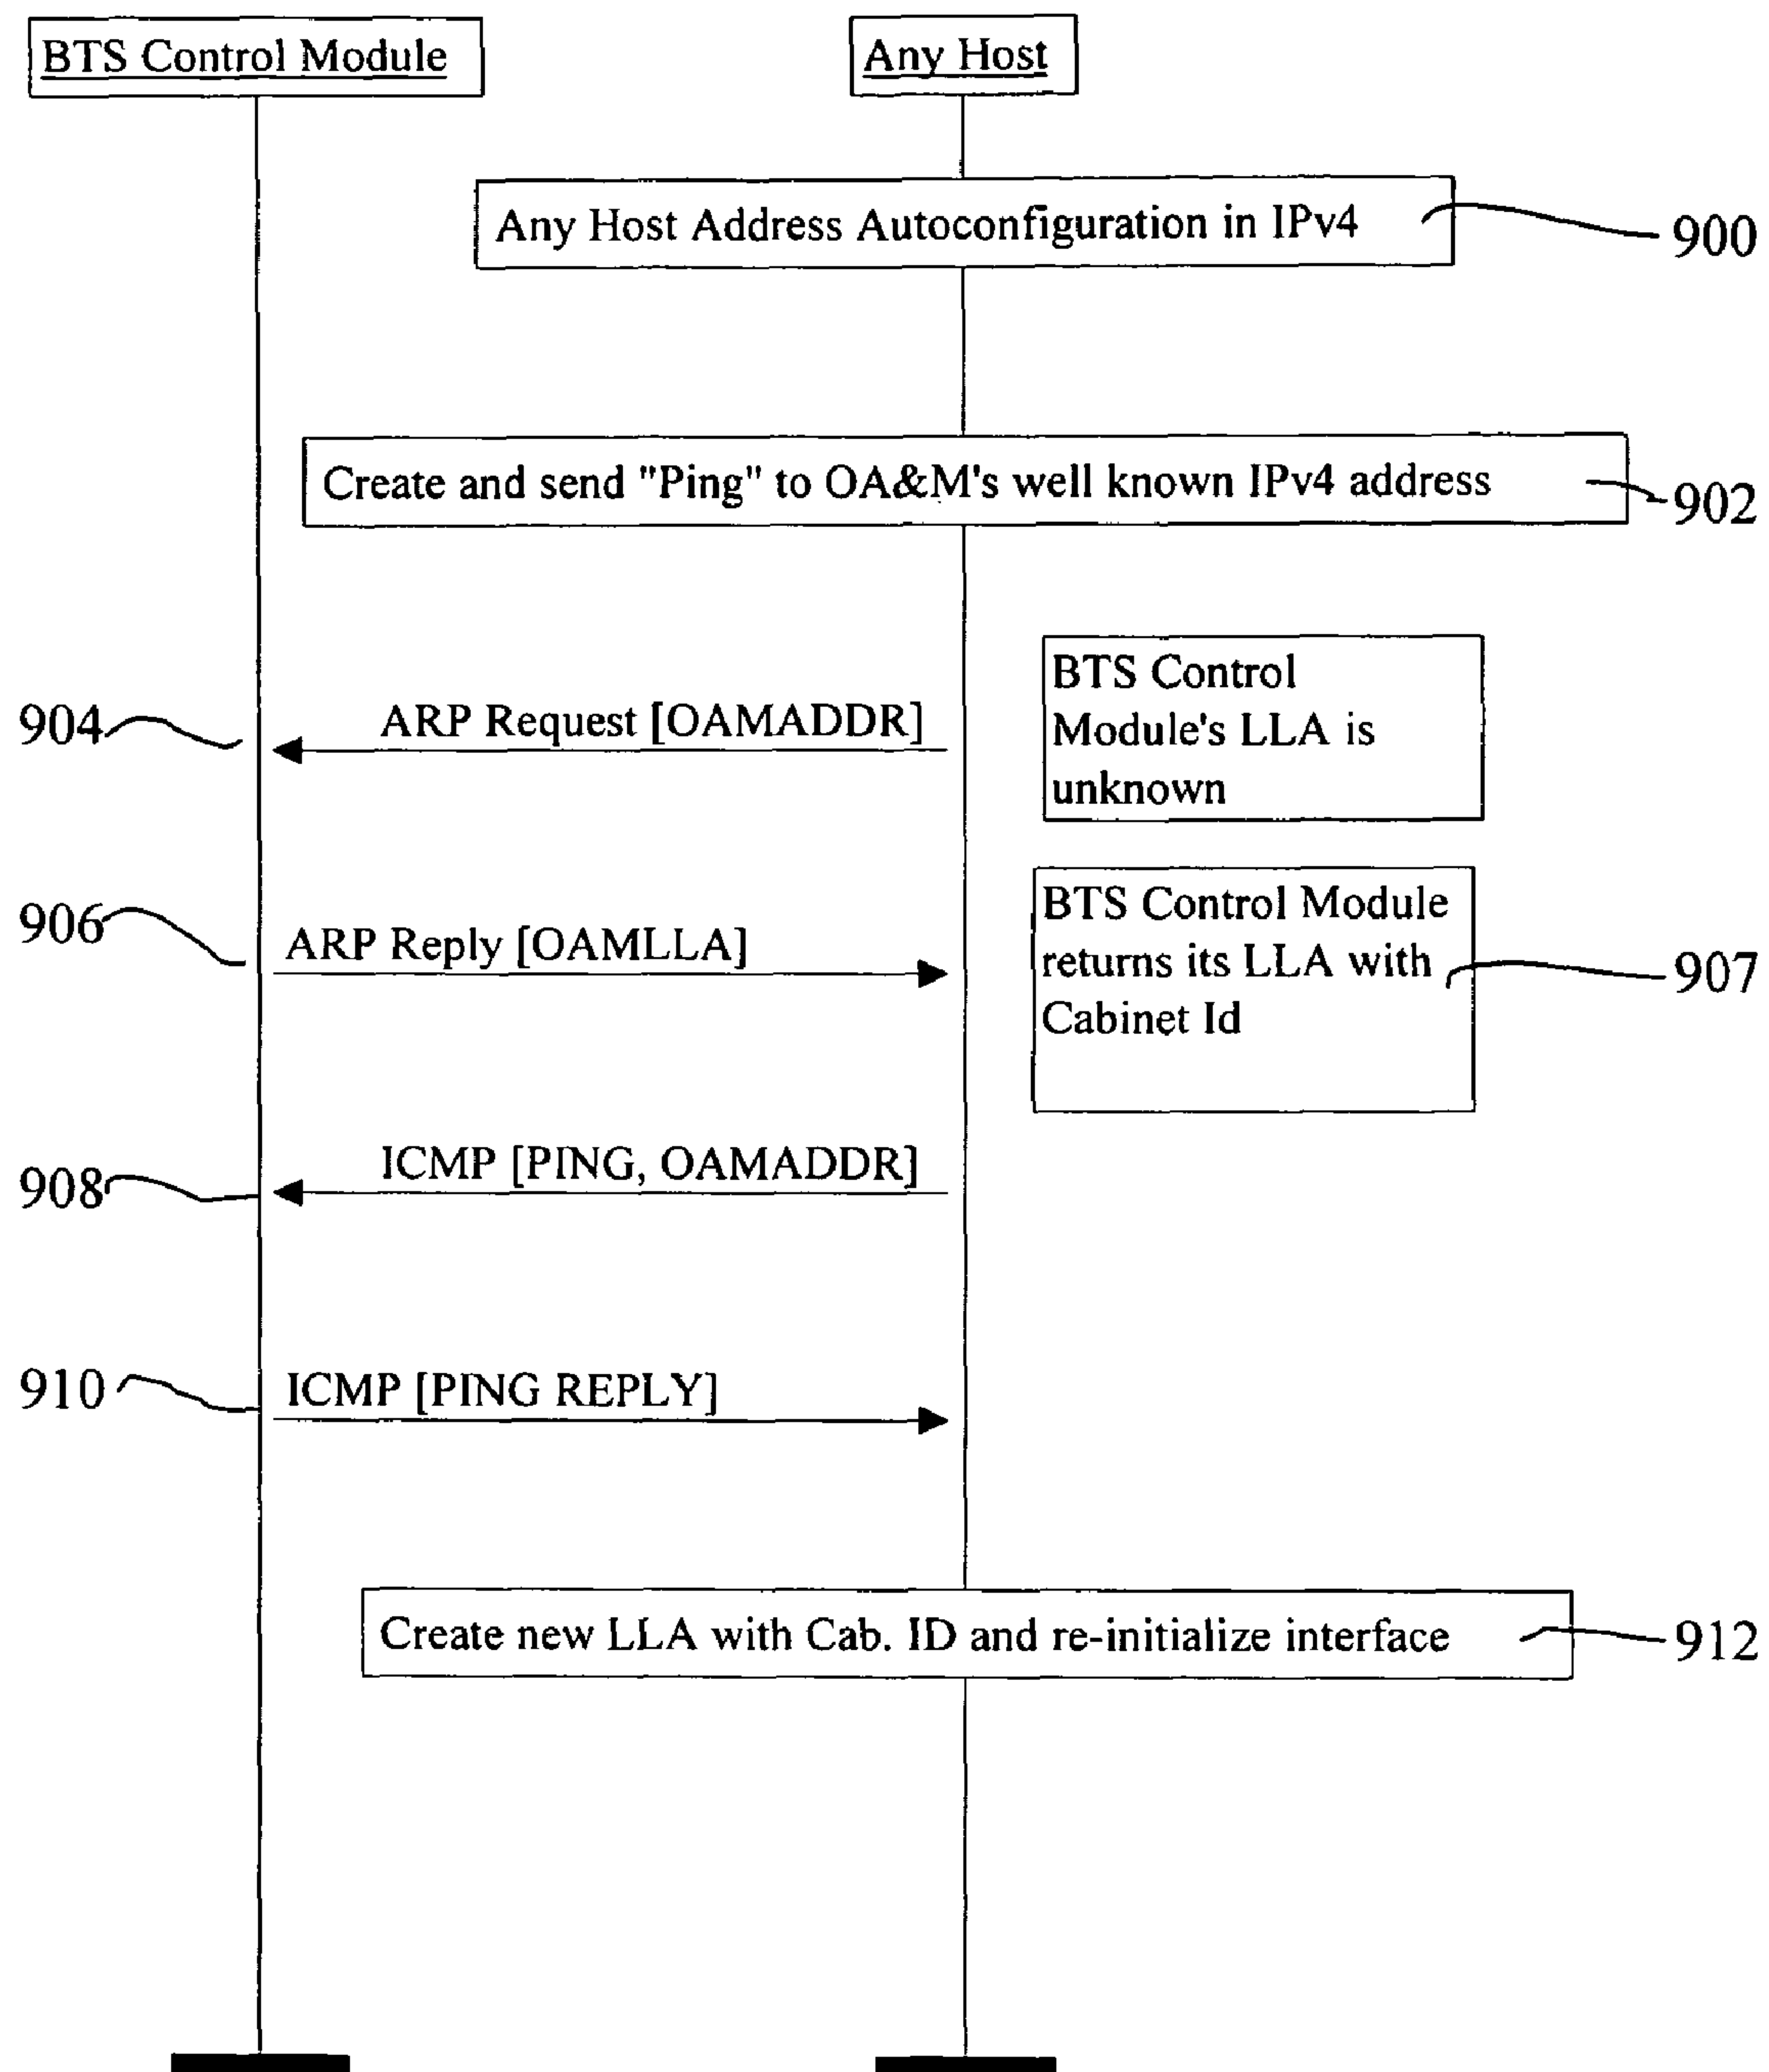 BTS Control Module
Any Host
Any Host Address Autoconfiguration in IPv4
900
Create and send "Ping" to OA&M's well known IPv4 address
902
BTS Control
Module's LLA is
unknown
904
ARP Request [OAMADDR]
906
ARP Reply [OAMLLA]
BTS Control Module
returns its LLA with
Cabinet Id
907
908
ICMP [PING, OAMADDR]
910
ICMP [PING REPLY]
Create new LLA with Cab. ID and re-initialize interface
912